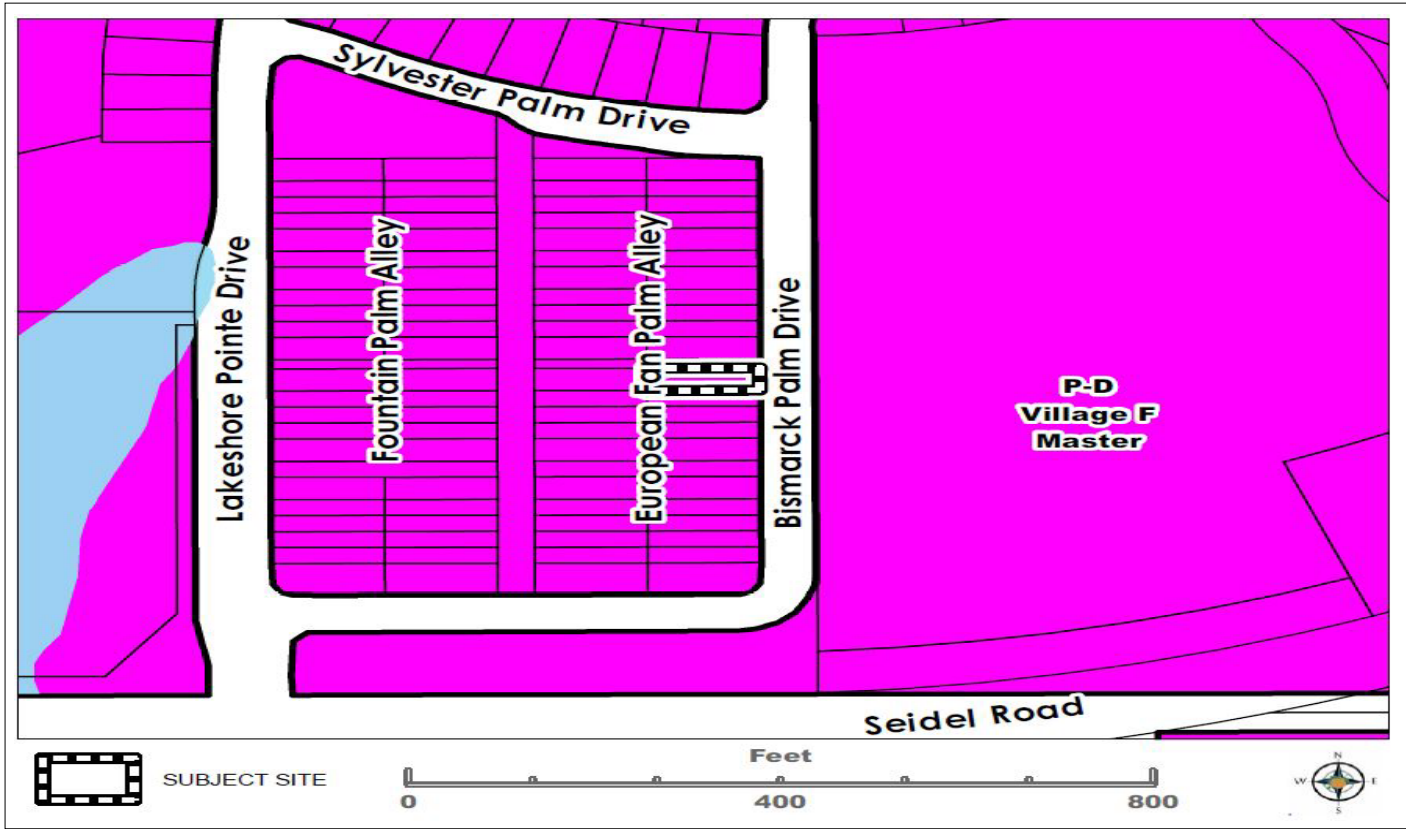 Sylvester Palm Drive
Lakeshore Pointe Drive
Fountain Palm Alley
European Fan Palm Alley
Bismarck Palm Drive
P-D
Village F
Master
Seidel Road
SUBJECT SITE
Feet
0
400
800
N
W
E
S